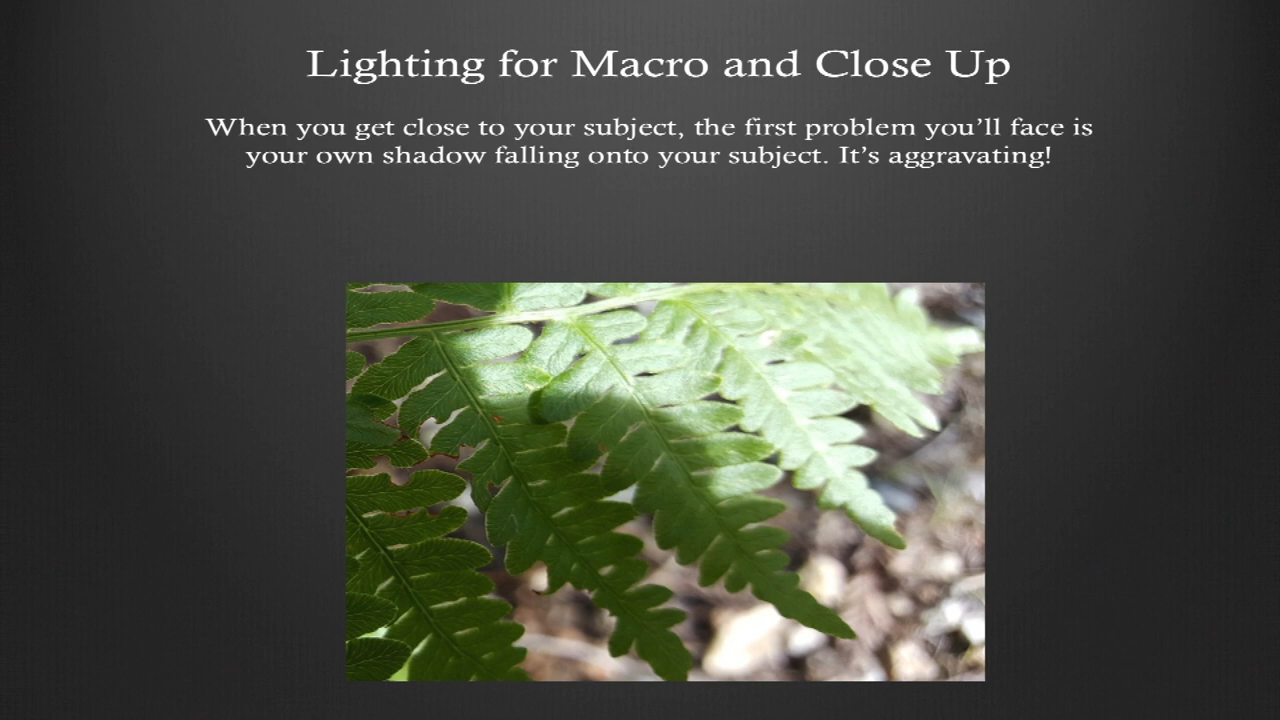 Lighting for Macro and Close Up
When you get close to your subject, the first problem you’ll face is
your own shadow falling onto your subject. It’s aggravating!